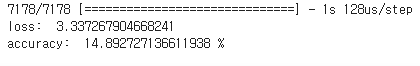 7178/7178 [==============================] - 1s 128us/step
loss:  3.337267904668241
accuracy:  14.892727136611938 %